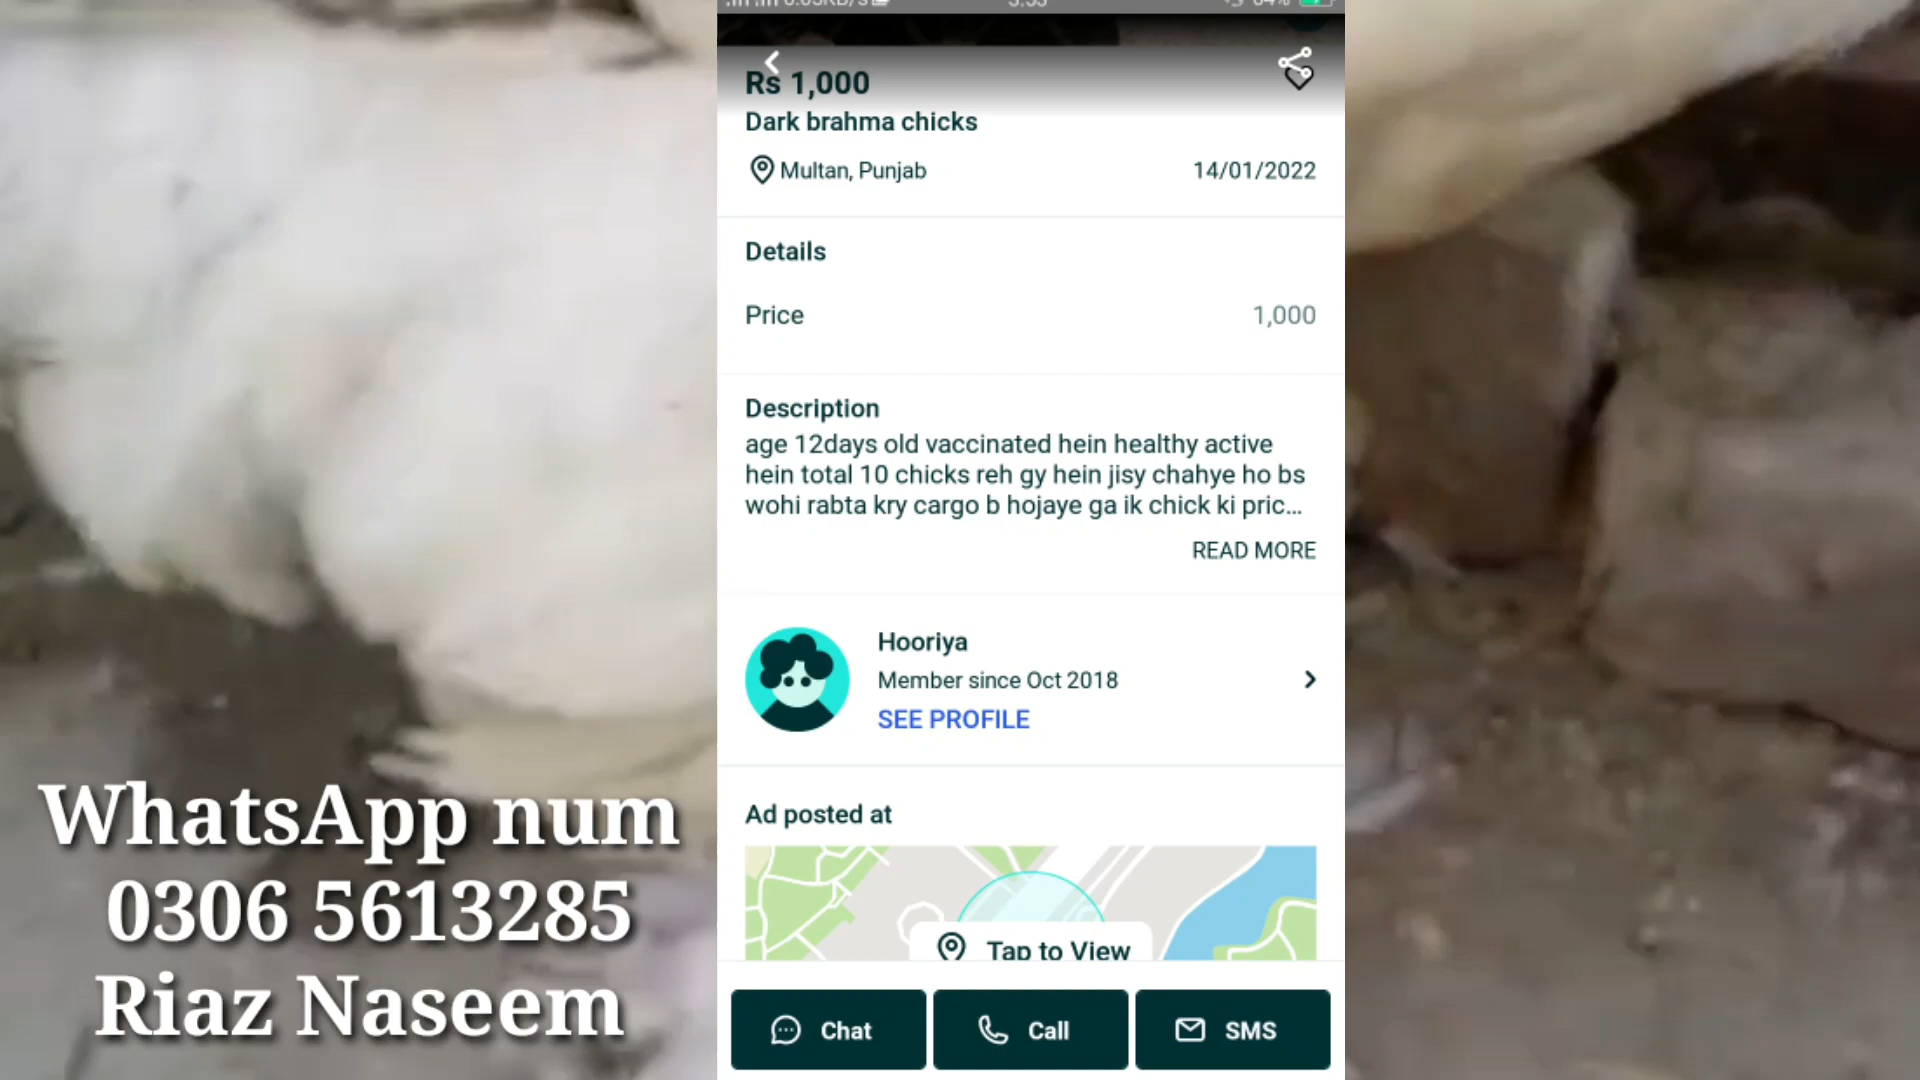 Rs 1,000
Dark brahma chicks
Multan, Punjab
14/01/2022
Details
Price
1,000
Description
age 12days old vaccinated hein healthy active
hein total 10 chicks reh gy hein jisy chahye ho bs
wohi rabta kry cargo b hojaye ga ik chick ki pric...
READ MORE
Hooriya
Member since Oct 2018
SEE PROFILE
Ad posted at
Tap to View
Chat
Call
SMS
WhatsApp num
0306 5613285
Riaz Naseem